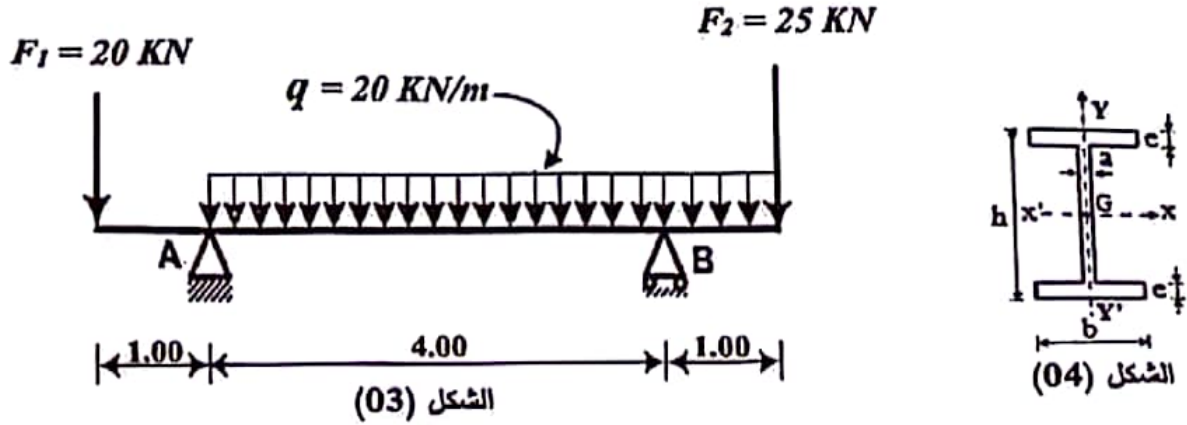 F₁ = 20 KN
F₂ = 25 KN
q = 20 KN/m
A
B
1.00
4.00
1.00
الشكل (03)
Y
e
a
h
x'
G
x
e
Y'
b
الشكل (04)